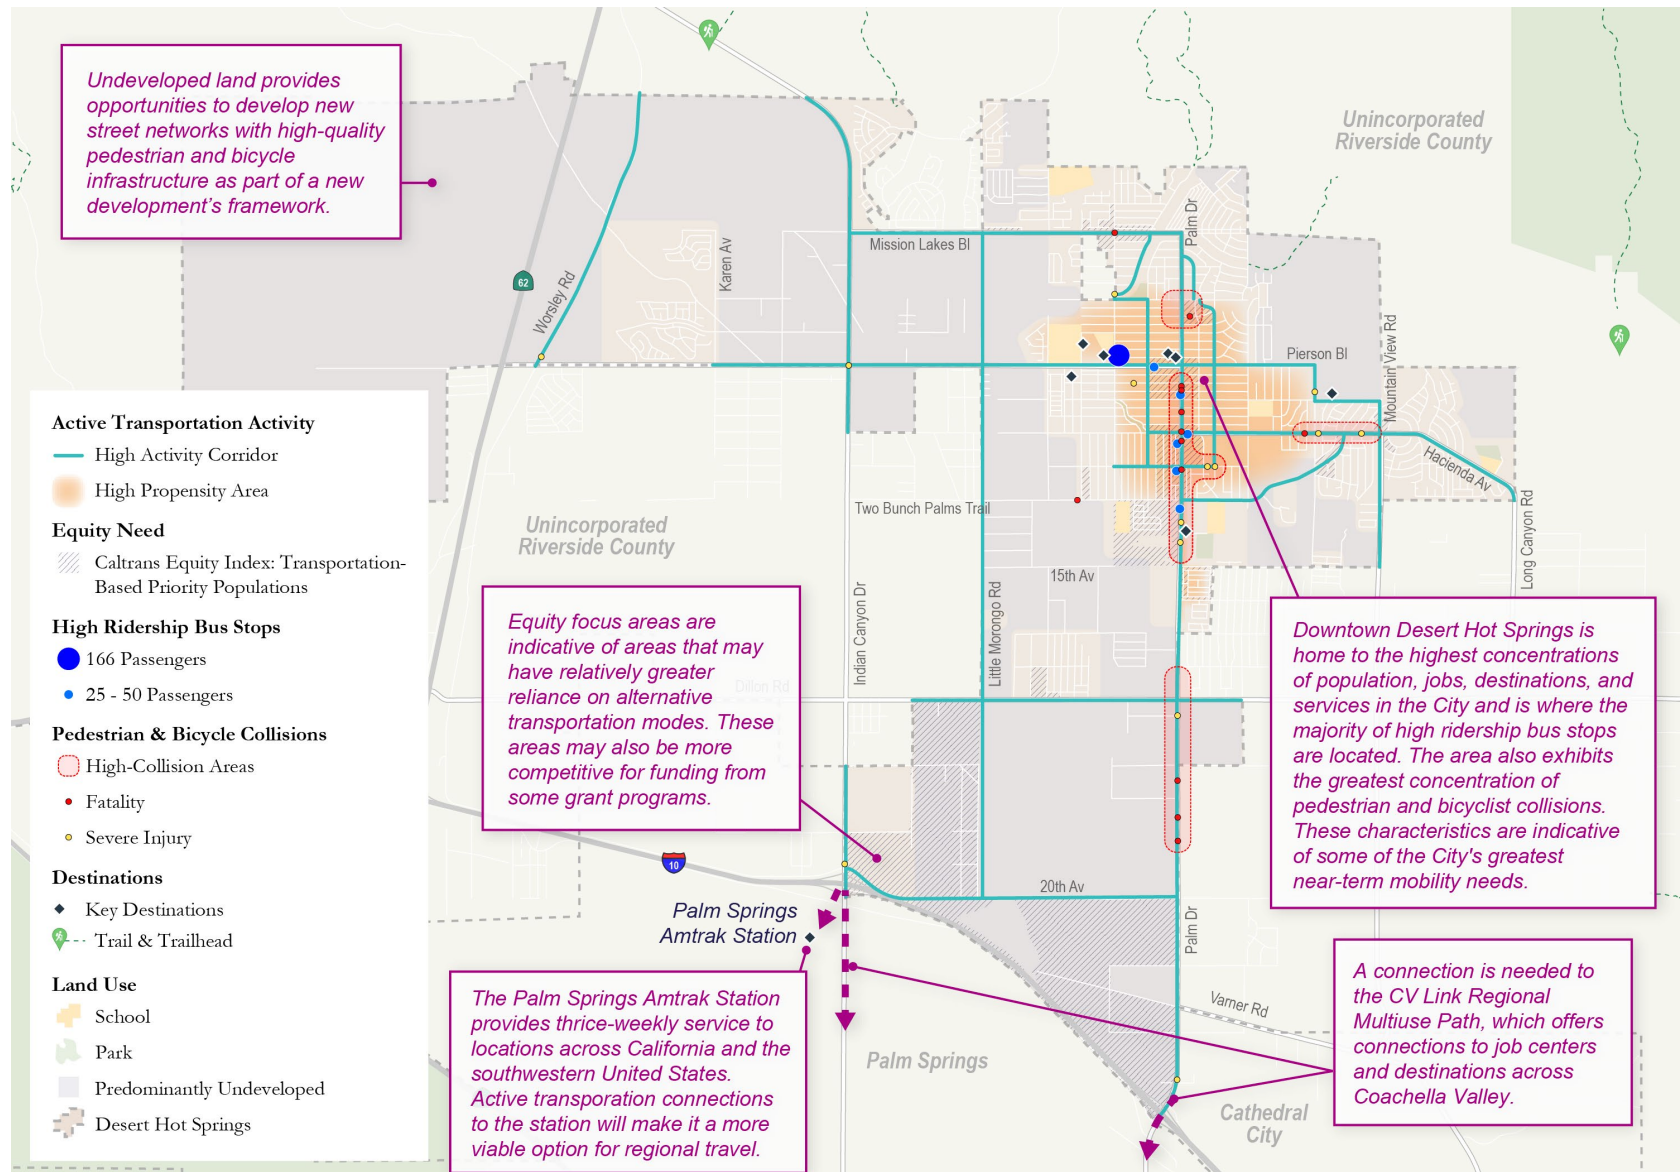 Undeveloped land provides
opportunities to develop new
street networks with high-quality
pedestrian and bicycle
infrastructure as part of a new
development's framework.
Unincorporated
Riverside County
Palm Dr
Mission Lakes Bl
Karen Av
62
Worsley Rd
Pierson Bl
Mountain View Rd
Hacienda Av
Long Canyon Rd
Two Bunch Palms Trail
Unincorporated
Riverside County
15th Av
Indian Canyon Dr
Little Morongo Rd
Dillon Rd
Active Transportation Activity
High Activity Corridor
High Propensity Area
Equity Need
Caltrans Equity Index: Transportation-
Based Priority Populations
High Ridership Bus Stops
166 Passengers
25 - 50 Passengers
Pedestrian & Bicycle Collisions
High-Collision Areas
Fatality
Severe Injury
Destinations
Key Destinations
Trail & Trailhead
Land Use
School
Park
Predominantly Undeveloped
Desert Hot Springs
Equity focus areas are
indicative of areas that may
have relatively greater
reliance on alternative
transportation modes. These
areas may also be more
competitive for funding from
some grant programs.
Downtown Desert Hot Springs is
home to the highest concentrations
of population, jobs, destinations, and
services in the City and is where the
majority of high ridership bus stops
are located. The area also exhibits
the greatest concentration of
pedestrian and bicyclist collisions.
These characteristics are indicative
of some of the City's greatest
near-term mobility needs.
10
20th Av
Palm Springs
Amtrak Station
Palm Dr
The Palm Springs Amtrak Station
provides thrice-weekly service to
locations across California and the
southwestern United States.
Active transporation connections
to the station will make it a more
viable option for regional travel.
Varner Rd
Palm Springs
Cathedral
City
A connection is needed to
the CV Link Regional
Multiuse Path, which offers
connections to job centers
and destinations across
Coachella Valley.